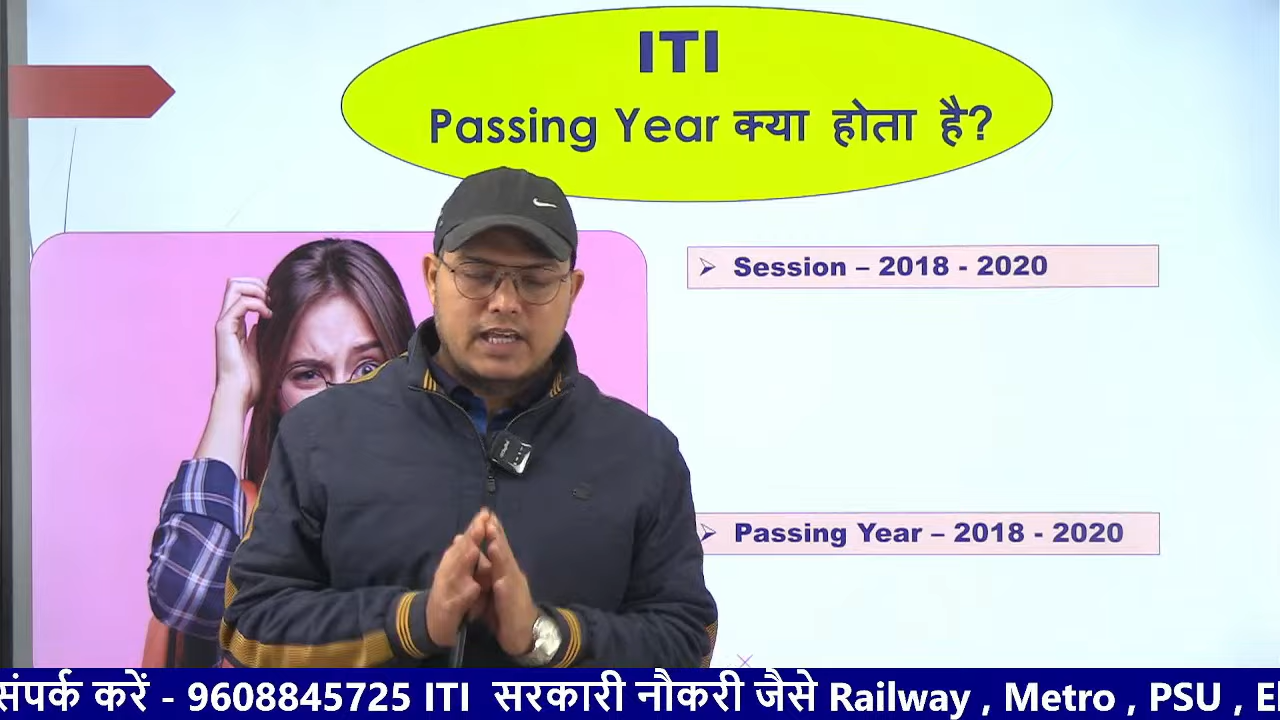 ITI
Passing Year क्या होता है?
Session – 2018 - 2020
Passing Year – 2018 - 2020
संपर्क करें - 9608845725 ITI सरकारी नौकरी जैसे Railway , Metro , PSU ,